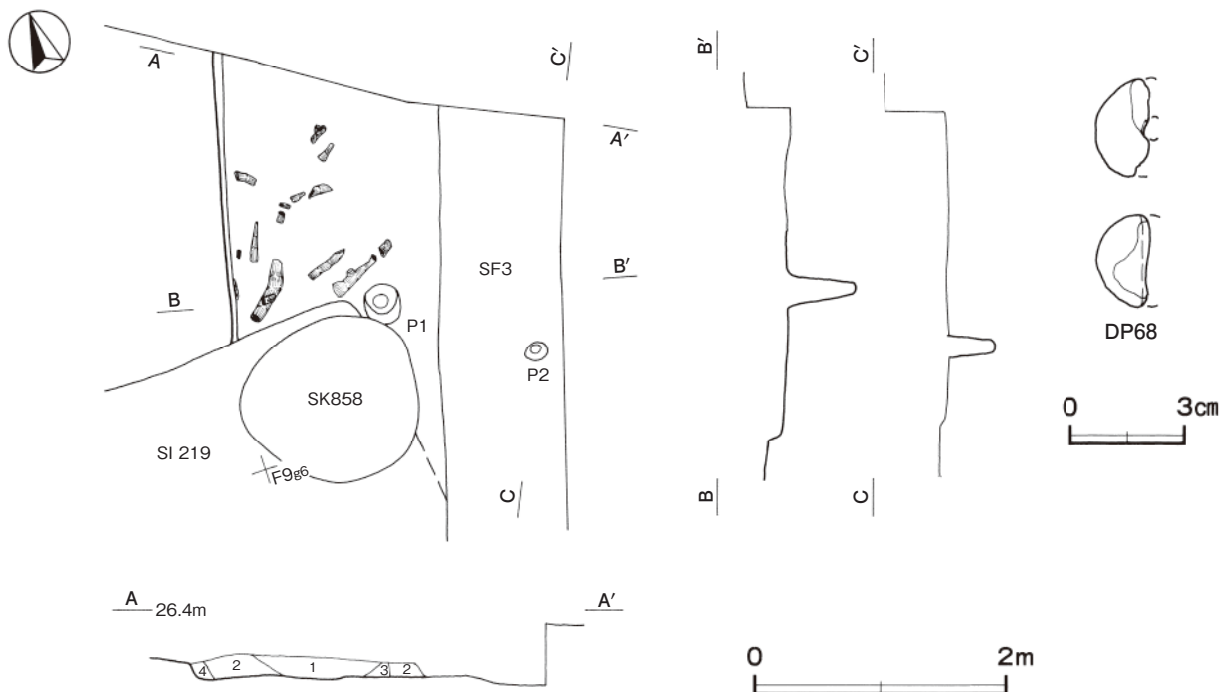 A
C′
A′
SF3
B′
B
P1
P2
SK858
SI 219
F9g6
C
B′
C′
B
C
DP68
0 3cm
A 26.4m
A′
4 2 1 3 2
0 2m